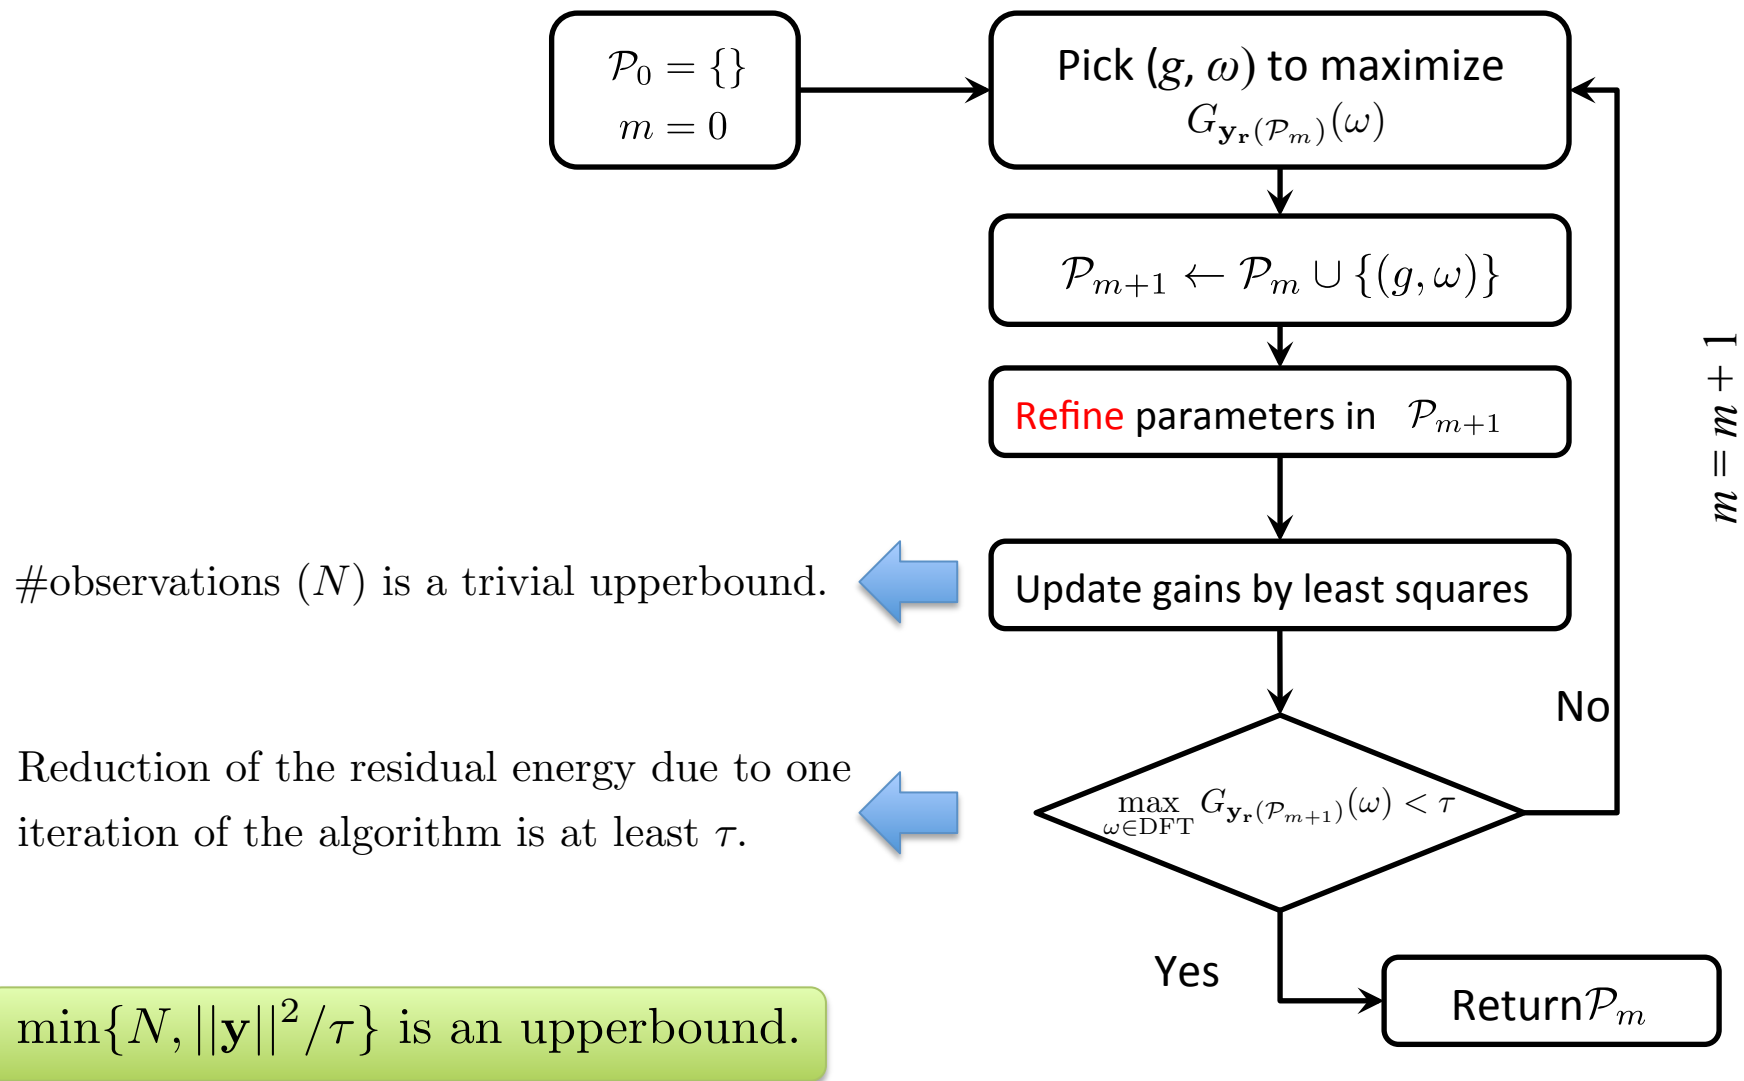 𝒫₀ = {}
m = 0
Pick (g, ω) to maximize
G_{𝐲_𝐫(𝒫_m)}(ω)
𝒫_{m+1} ← 𝒫_m ∪ {(g, ω)}
Refine parameters in 𝒫_{m+1}
m = m + 1
#observations (N) is a trivial upperbound.
Update gains by least squares
No
Reduction of the residual energy due to one
iteration of the algorithm is at least τ.
max_{ω∈DFT} G_{𝐲_𝐫(𝒫_{m+1})}(ω) < τ
Yes
Return 𝒫_m
min{N, ||𝐲||²/τ} is an upperbound.